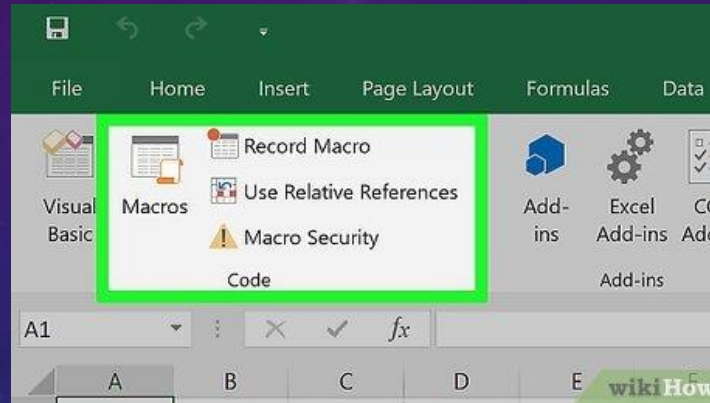 File Home Insert Page Layout Formulas Data
Record Macro
Use Relative References
Macro Security
Visual Basic
Macros
Code
Add-ins
Excel Add-ins
Add-ins
A1
fx
A B C D E
wikiHow